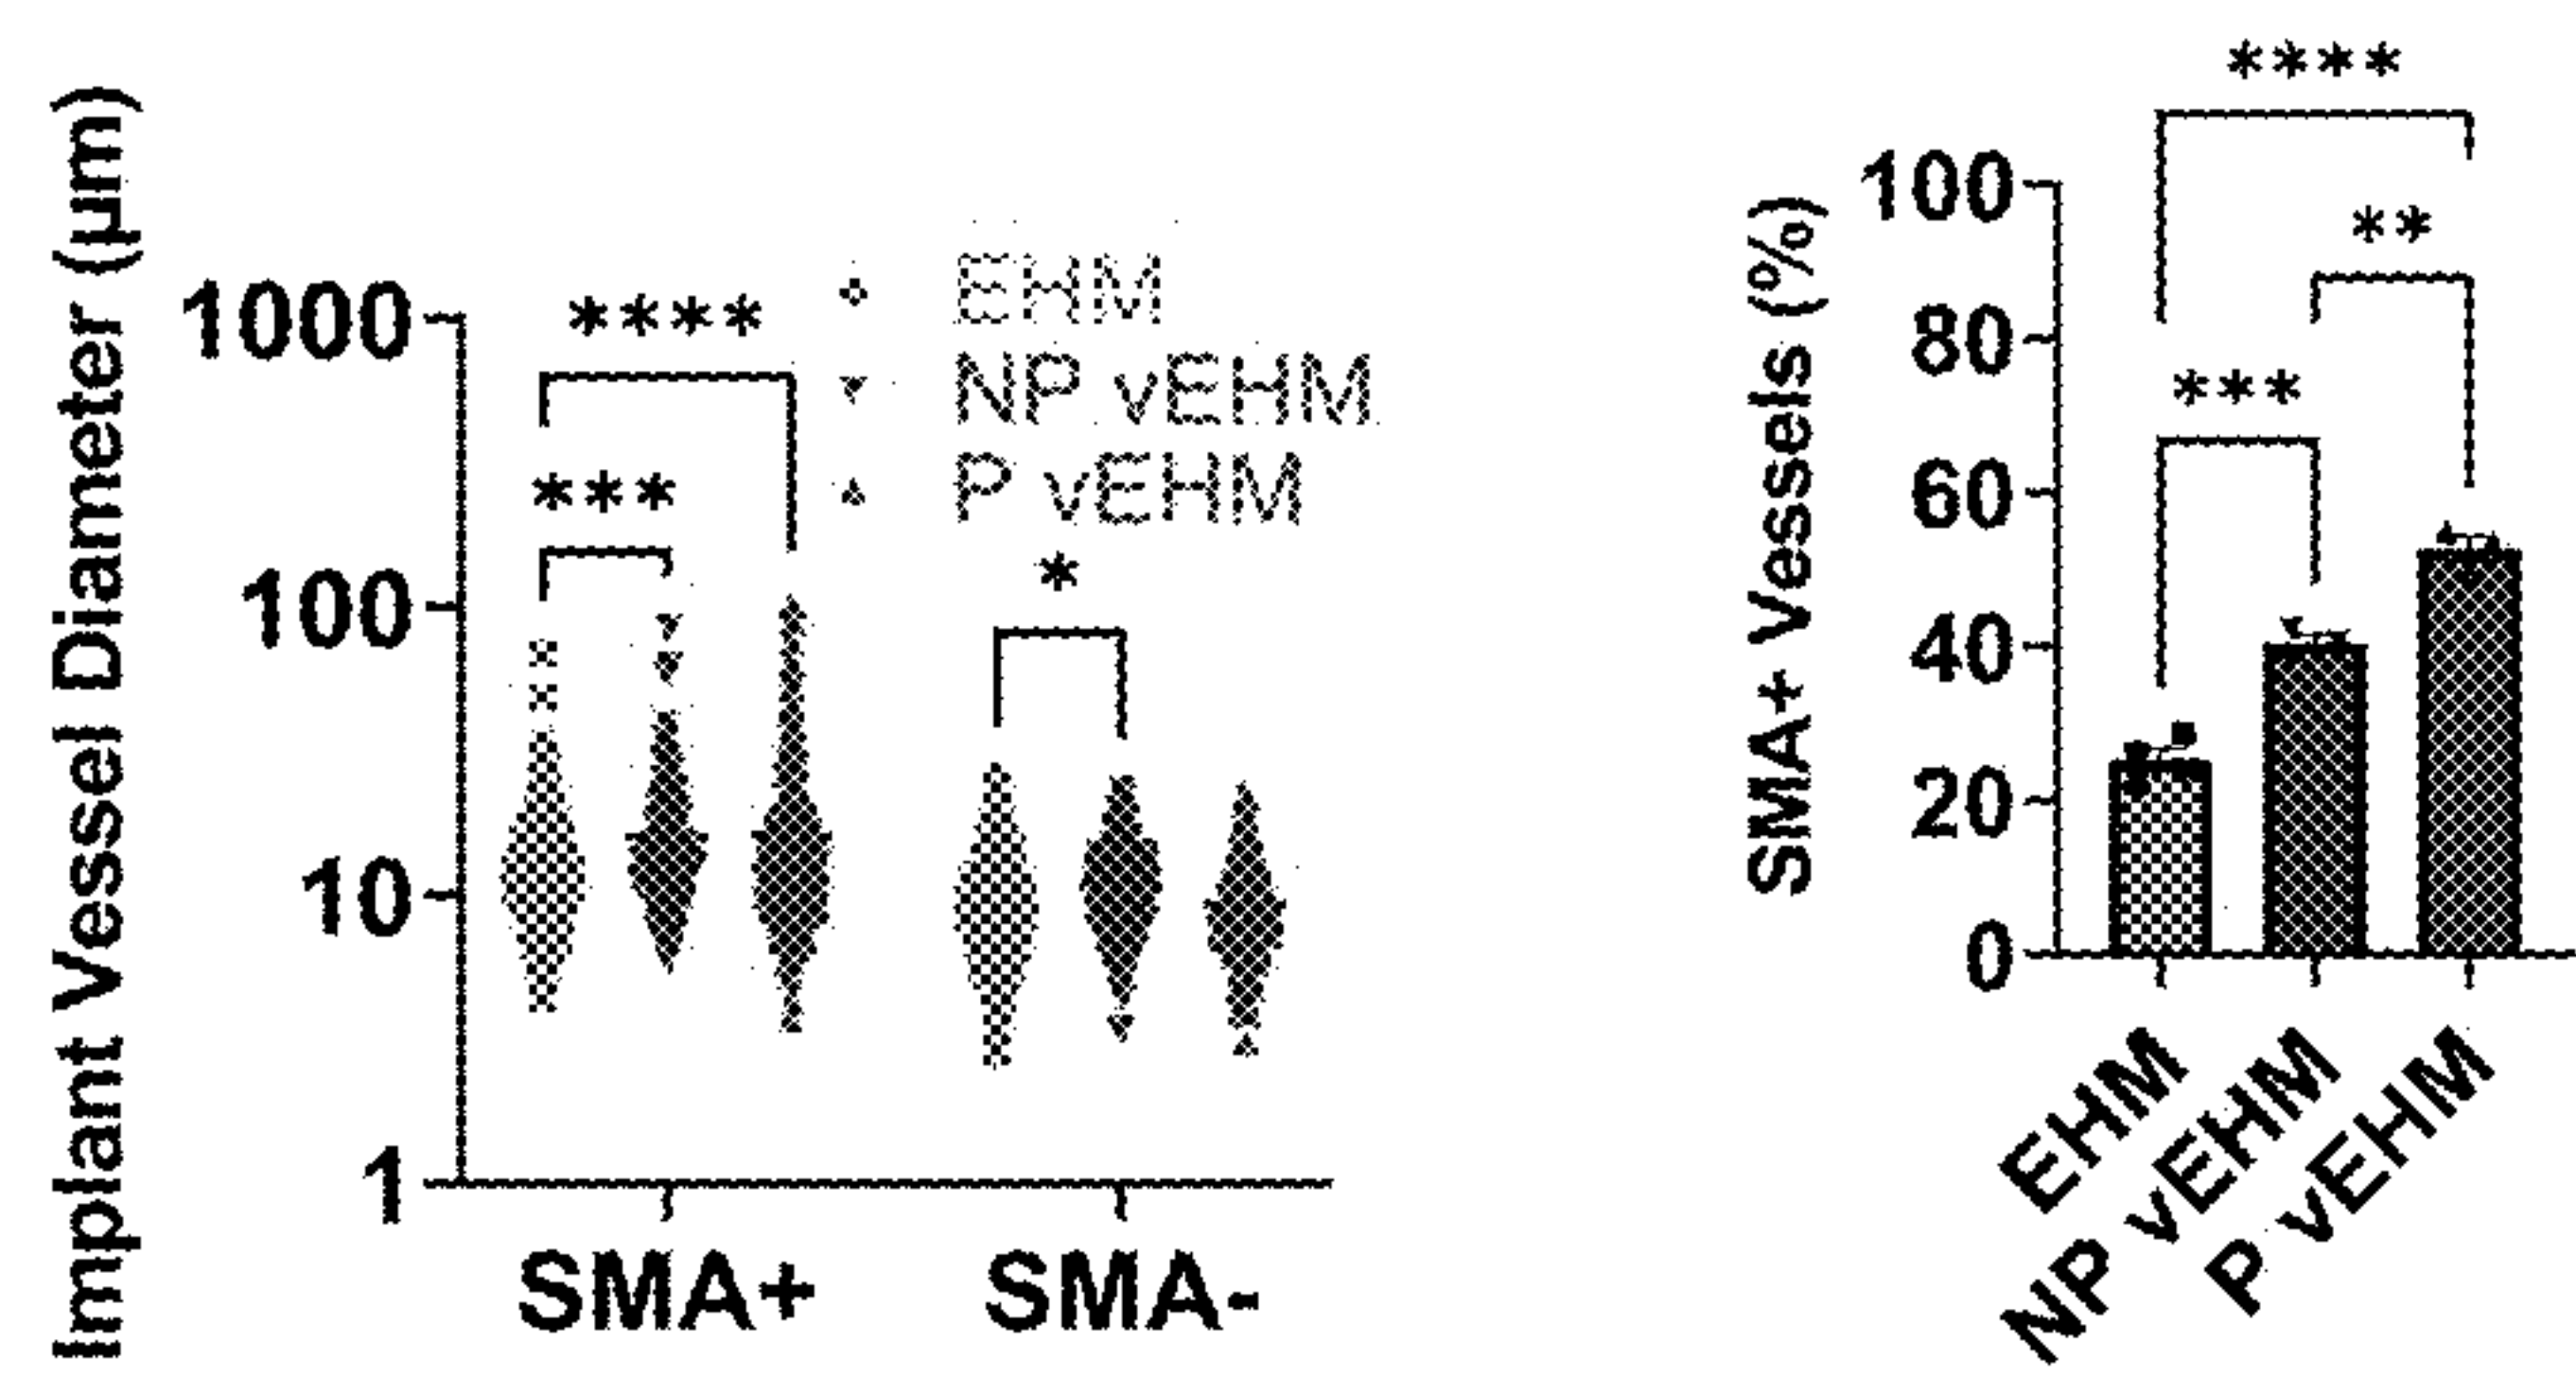 Implant Vessel Diameter (µm)
1000
100
10
1
****
***
*
EHM
NP vEHM
P vEHM
SMA+
SMA-
SMA+ Vessels (%)
100
80
60
40
20
0
****
**
***
EHM
NP vEHM
P vEHM